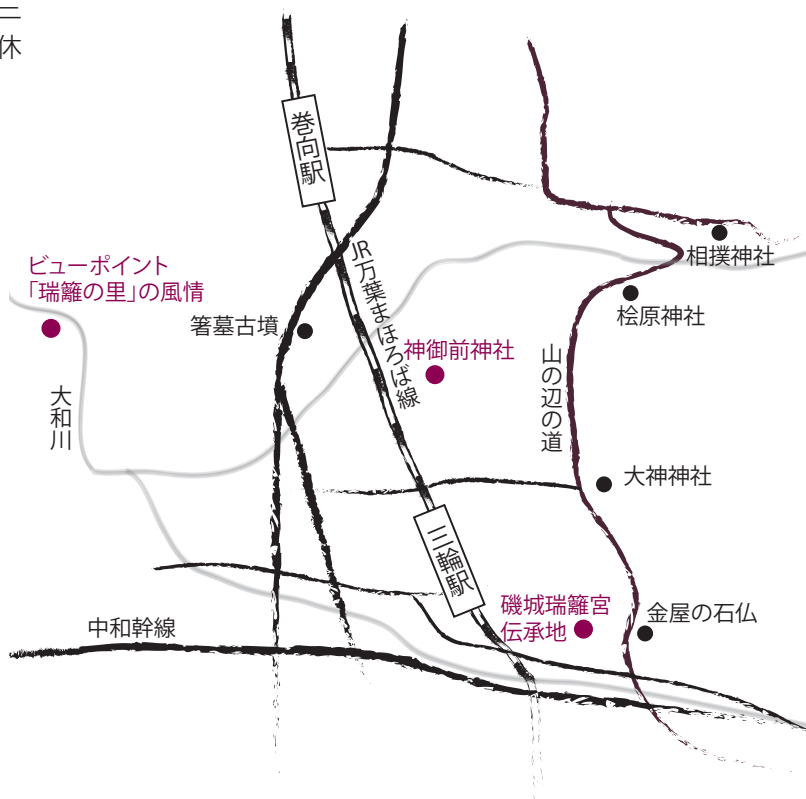 休
巻向駅
JR万葉まほろば線
相撲神社
ビューポイント
「瑞籬の里」の風情
桧原神社
箸墓古墳
神御前神社
山の辺の道
大和川
大神神社
三輪駅
磯城瑞籬宮
伝承地
金屋の石仏
中和幹線